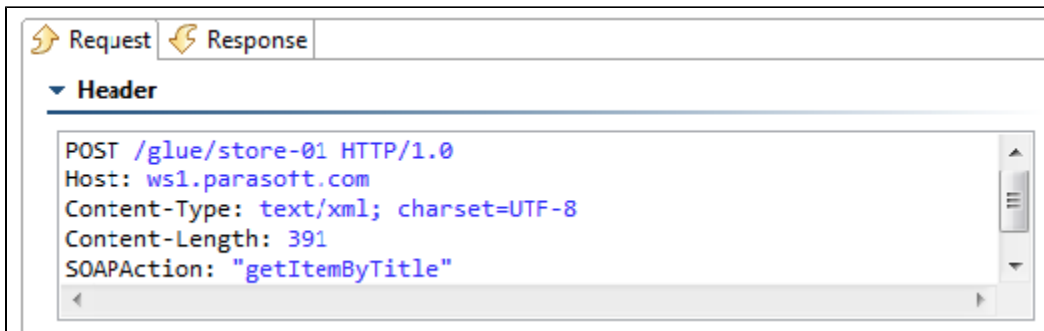 Request Response
Header
POST /glue/store-01 HTTP/1.0
Host: ws1.parasoft.com
Content-Type: text/xml; charset=UTF-8
Content-Length: 391
SOAPAction: "getItemByTitle"